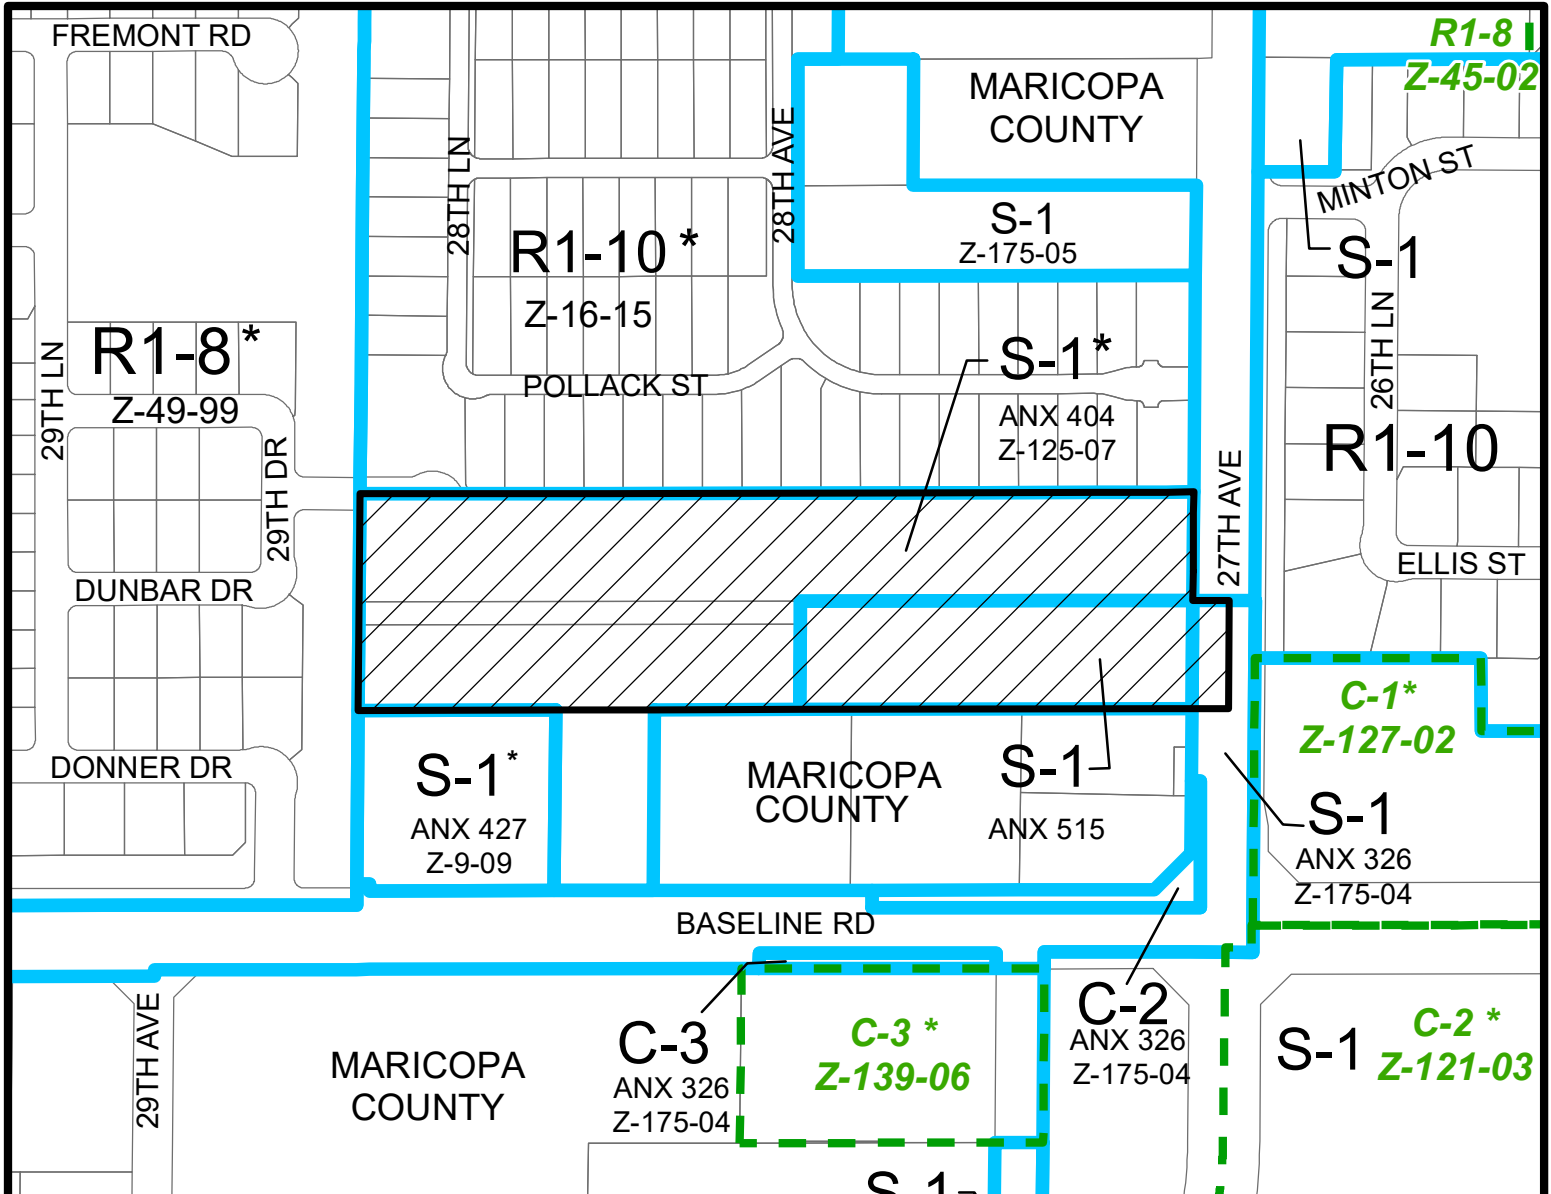 FREMONT RD
R1-8
Z-45-02
MARICOPA
COUNTY
28TH LN
28TH AVE
MINTON ST
S-1
Z-175-05
S-1
R1-10 *
Z-16-15
R1-8 *
Z-49-99
29TH LN
S-1 *
ANX 404
Z-125-07
26TH LN
POLLACK ST
R1-10
29TH DR
27TH AVE
ELLIS ST
DUNBAR DR
C-1*
Z-127-02
DONNER DR
S-1 *
ANX 427
Z-9-09
MARICOPA
COUNTY
S-1
ANX 515
S-1
ANX 326
Z-175-04
BASELINE RD
29TH AVE
MARICOPA
COUNTY
C-3
ANX 326
Z-175-04
C-3 *
Z-139-06
C-2
ANX 326
Z-175-04
S-1
C-2 *
Z-121-03
S-1